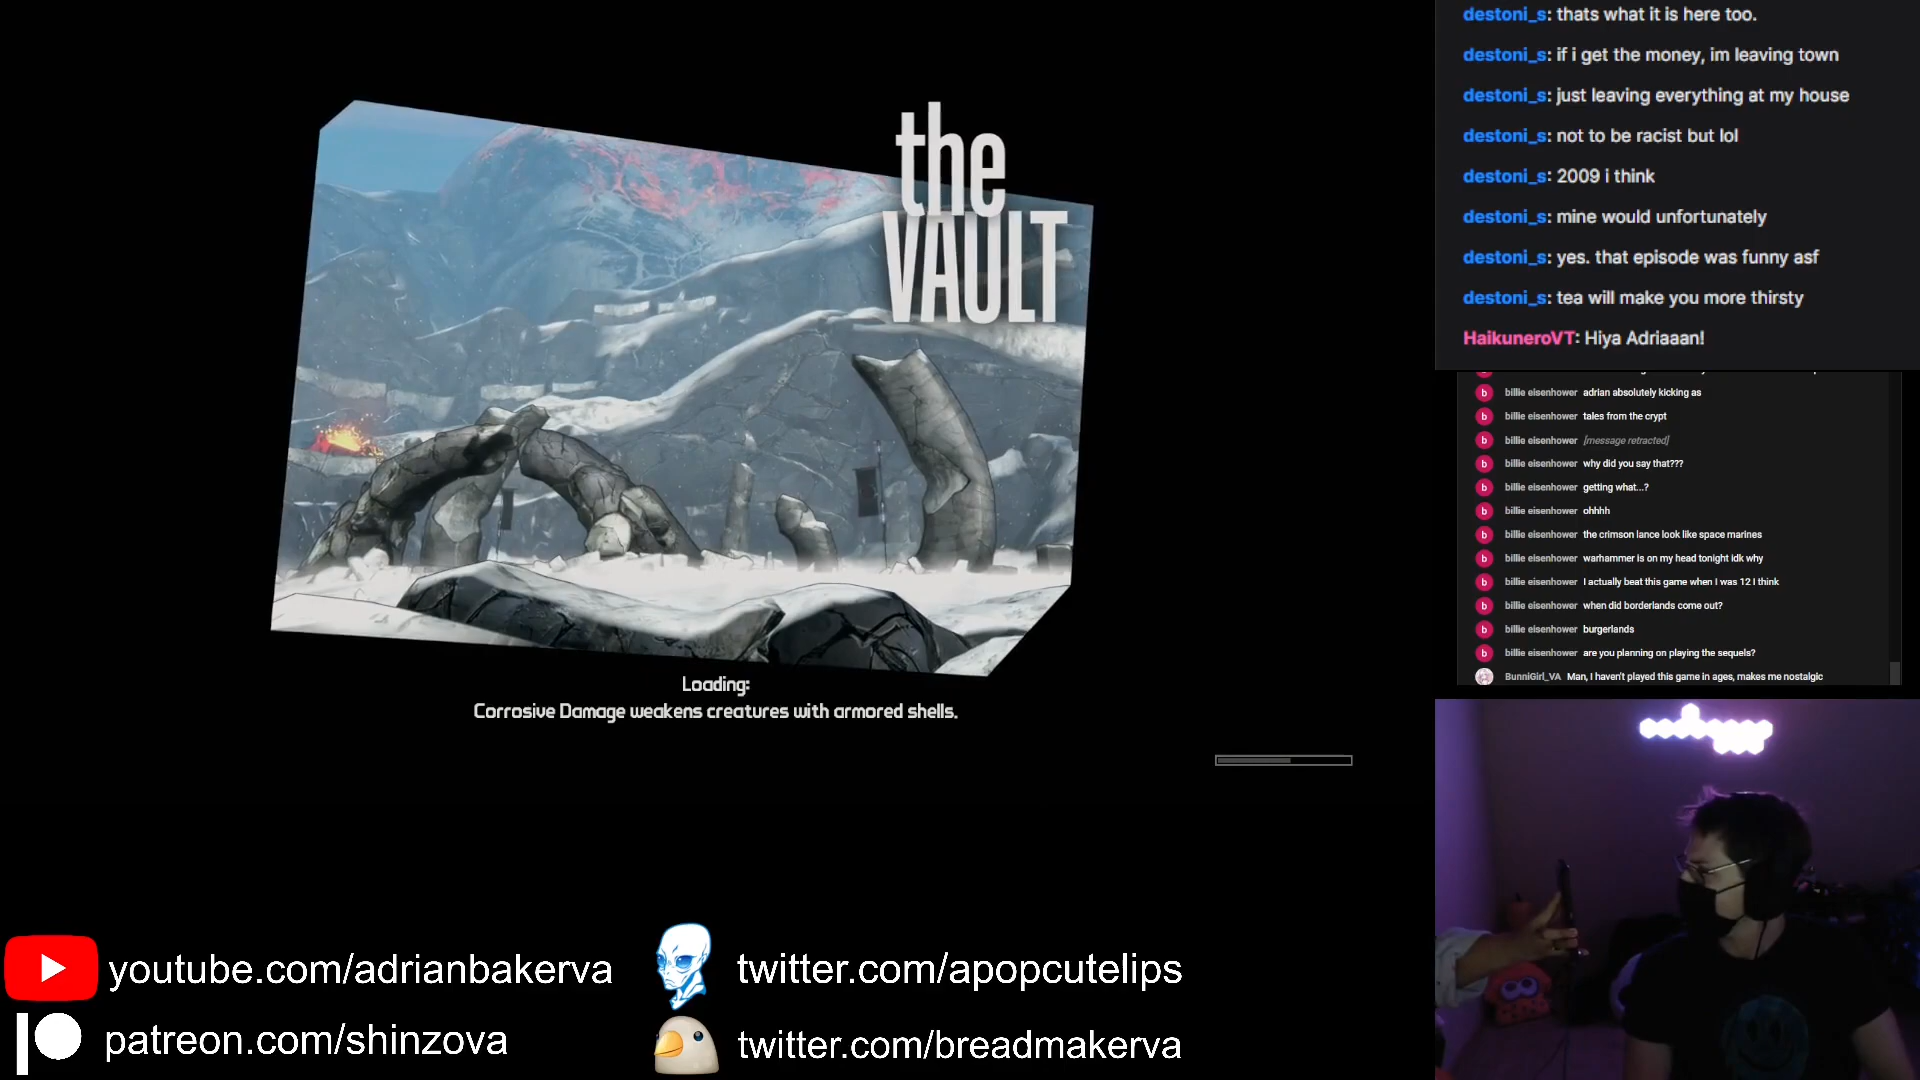 the
VAULT
Loading:
Corrosive Damage weakens creatures with armored shells.
youtube.com/adrianbakerva
patreon.com/shinzova
twitter.com/apopcutelips
twitter.com/breadmakerva
destoni_s: thats what it is here too.
destoni_s: if i get the money, im leaving town
destoni_s: just leaving everything at my house
destoni_s: not to be racist but lol
destoni_s: 2009 i think
destoni_s: mine would unfortunately
destoni_s: yes. that episode was funny asf
destoni_s: tea will make you more thirsty
HaikuneroVT: Hiya Adriaaan!
b billie eisenhower adrian absolutely kicking as
b billie eisenhower tales from the crypt
b billie eisenhower [message retracted]
b billie eisenhower why did you say that???
b billie eisenhower getting what...?
b billie eisenhower ohhhh
b billie eisenhower the crimson lance look like space marines
b billie eisenhower warhammer is on my head tonight idk why
b billie eisenhower I actually beat this game when I was 12 I think
b billie eisenhower when did borderlands come out?
b billie eisenhower burgerlands
b billie eisenhower are you planning on playing the sequels?
BunniGirl_VA Man, I haven't played this game in ages, makes me nostalgic